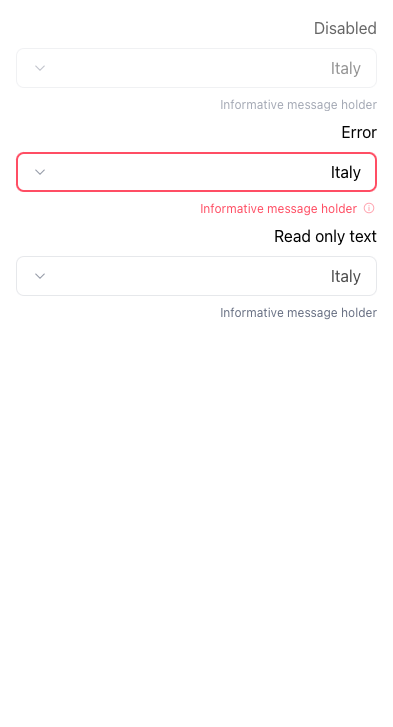 Disabled
Italy
Informative message holder
Error
Italy
Informative message holder
Read only text
Italy
Informative message holder